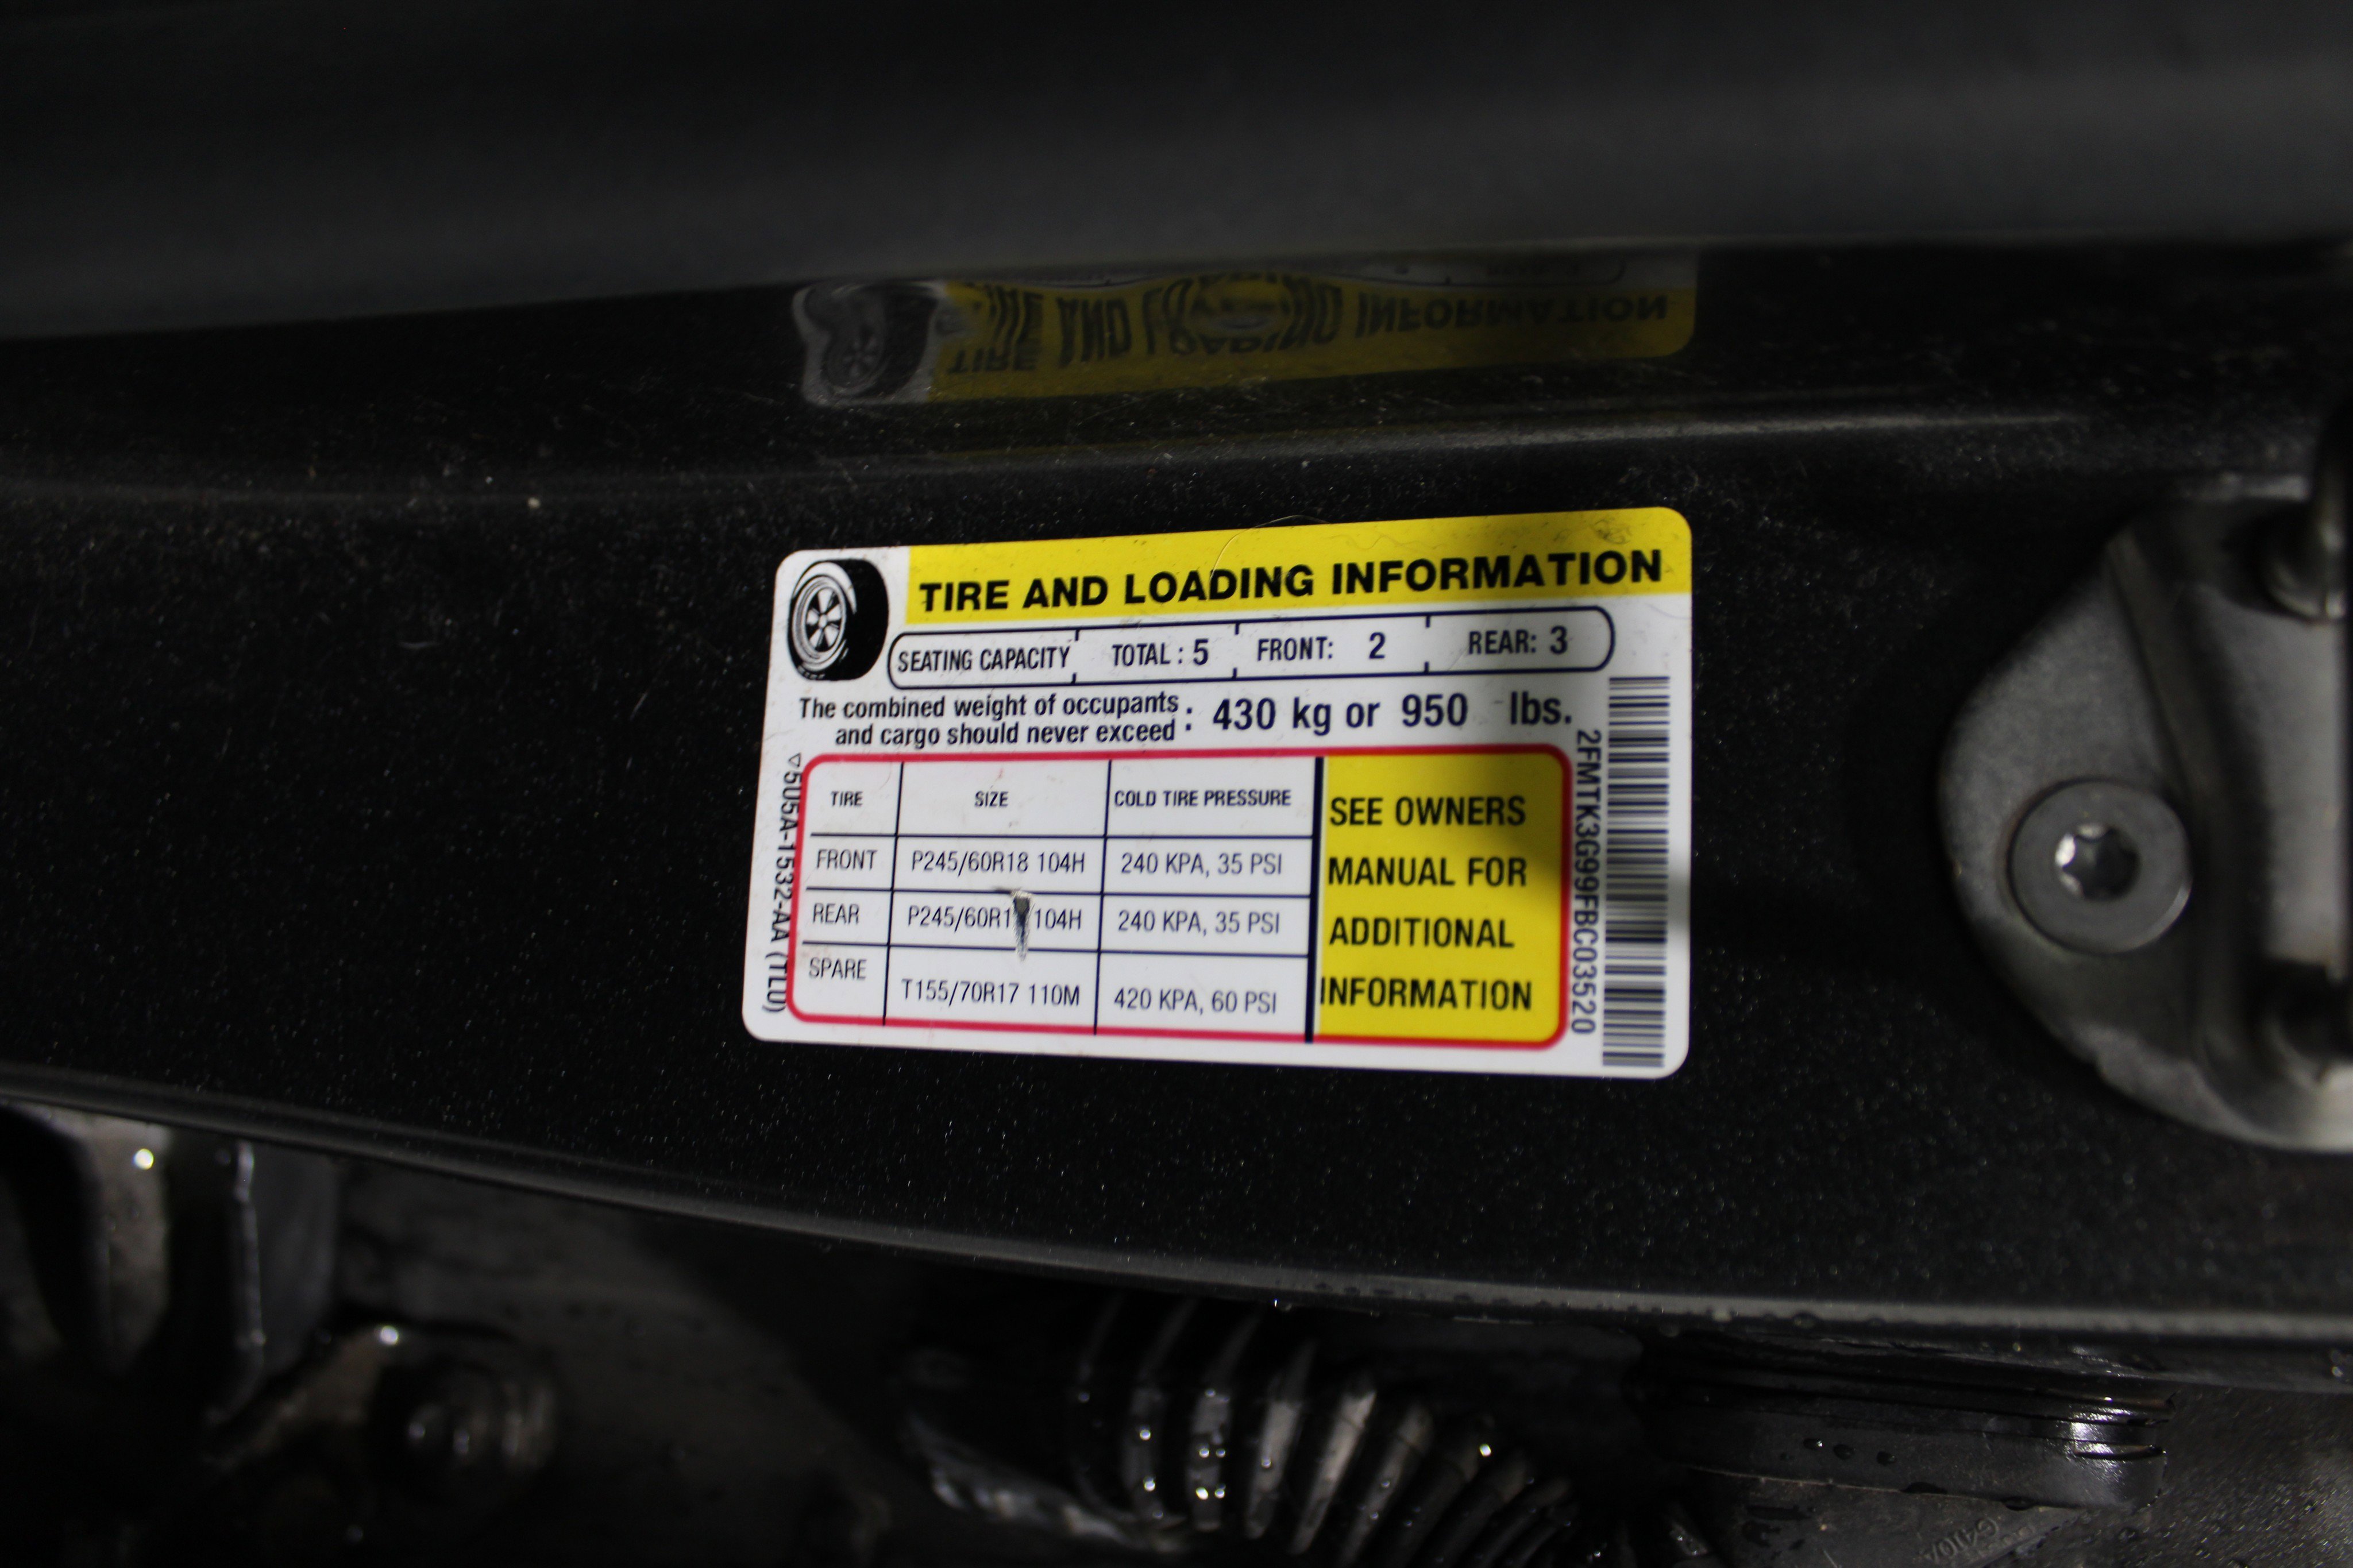 TIRE AND LOADING INFORMATION
SEATING CAPACITY TOTAL : 5 FRONT: 2 REAR: 3
The combined weight of occupants
and cargo should never exceed : 430 kg or 950 lbs.
TIRE SIZE COLD TIRE PRESSURE
FRONT P245/60R18 104H 240 KPA, 35 PSI
REAR 104H 240 KPA, 35 PSI
SPARE T155/70R17 110M 420 KPA, 60 PSI
SEE OWNERS
MANUAL FOR
ADDITIONAL
INFORMATION
5U5A-1532-AA (TLU)
2FMTK3G99FBC03520